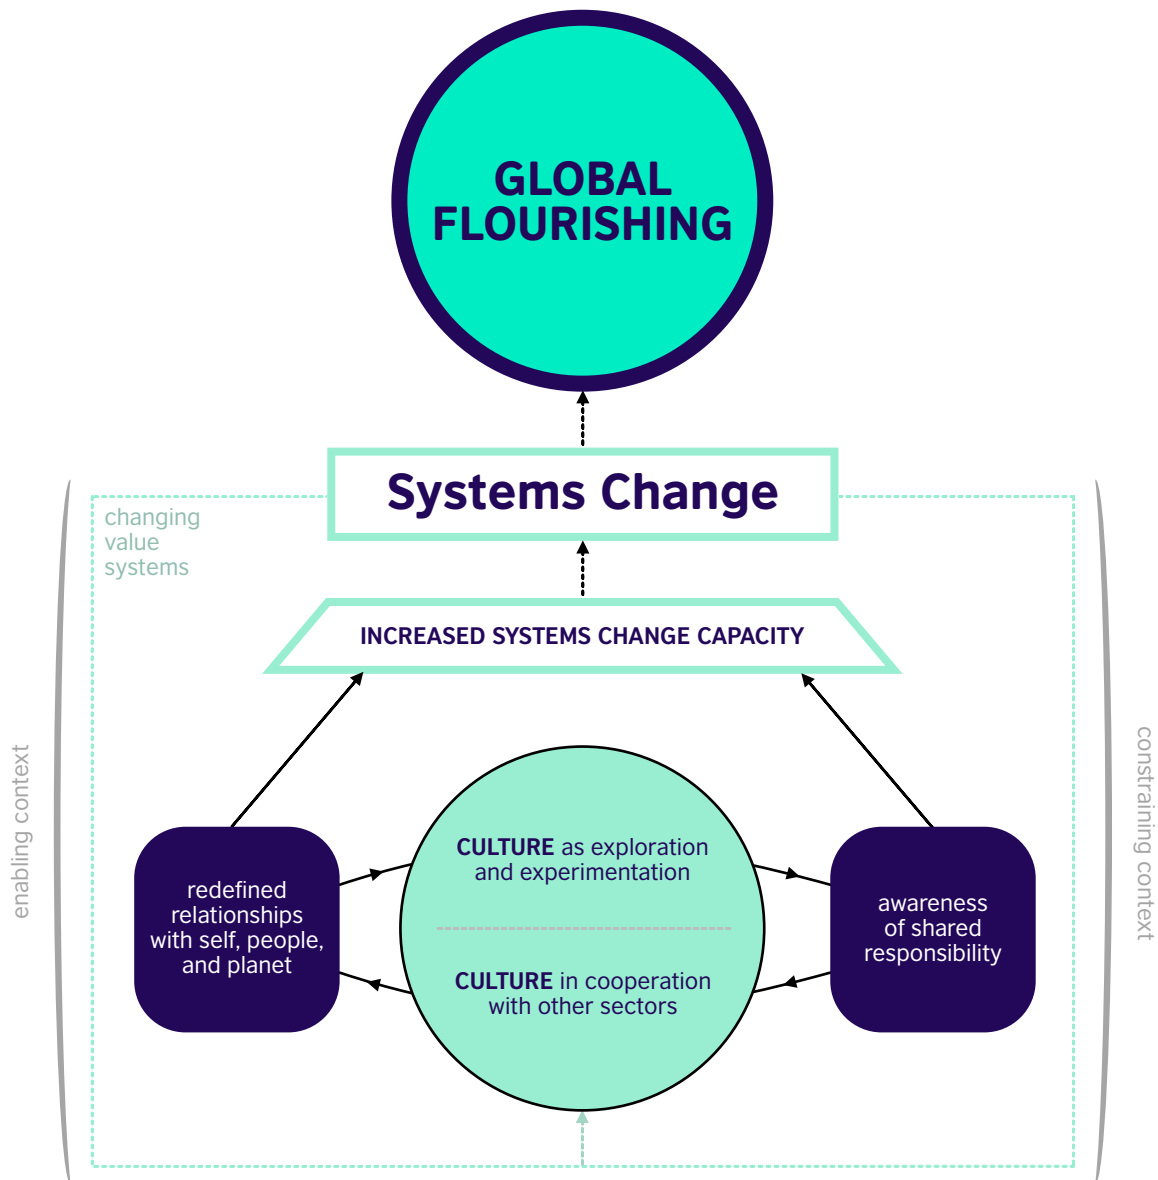 GLOBAL
FLOURISHING
Systems Change
changing
value
systems
INCREASED SYSTEMS CHANGE CAPACITY
enabling context
constraining context
redefined
relationships
with self, people,
and planet
CULTURE as exploration
and experimentation
CULTURE in cooperation
with other sectors
awareness
of shared
responsibility